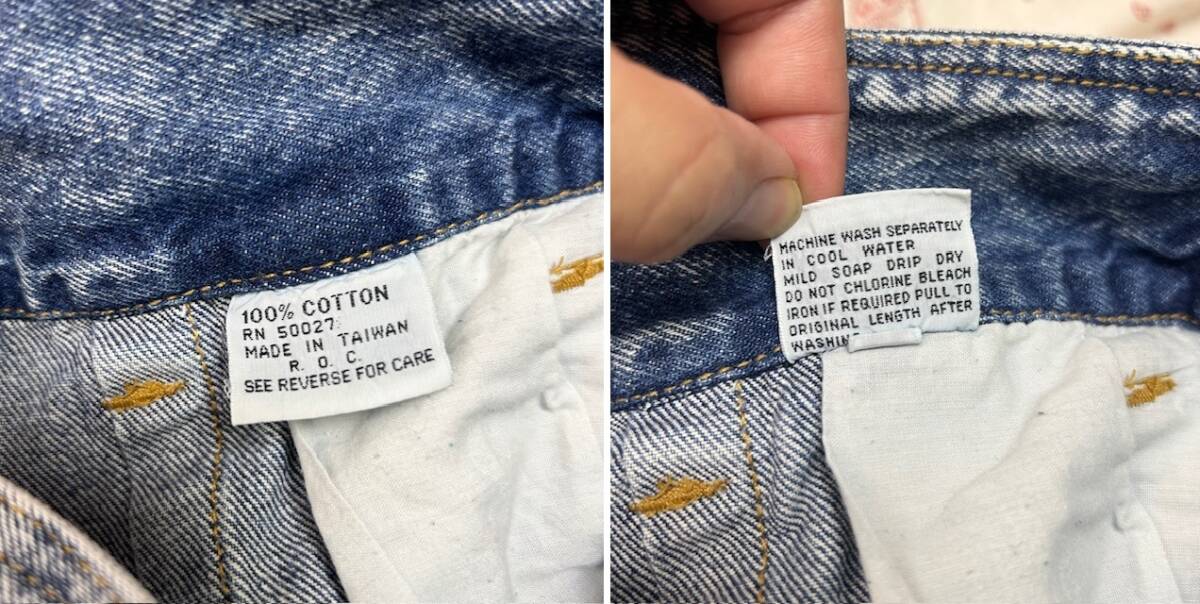 100% COTTON
RN 50027
MADE IN TAIWAN
R. O. C.
SEE REVERSE FOR CARE
MACHINE WASH SEPARATELY
IN COOL WATER
MILD SOAP DRIP DRY
DO NOT CHLORINE BLEACH
IRON IF REQUIRED PULL TO
ORIGINAL LENGTH AFTER